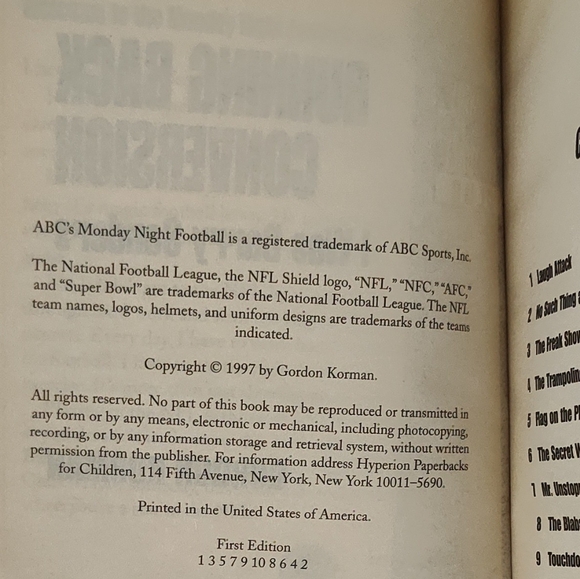 ABC's Monday Night Football is a registered trademark of ABC Sports, Inc.
The National Football League, the NFL Shield logo, “NFL,” “NFC,” “AFC,”
and “Super Bowl” are trademarks of the National Football League. The NFL
team names, logos, helmets, and uniform designs are trademarks of the teams
indicated.
Copyright © 1997 by Gordon Korman.
All rights reserved. No part of this book may be reproduced or transmitted in
any form or by any means, electronic or mechanical, including photocopying,
recording, or by any information storage and retrieval system, without written
permission from the publisher. For information address Hyperion Paperbacks
for Children, 114 Fifth Avenue, New York, New York 10011–5690.
Printed in the United States of America.
First Edition
1 3 5 7 9 10 8 6 4 2
1 Laugh Attack
2 No Such Thing
3 The Freak Show
4 The
5 Flag on the
6 The Secret
7 Mr.
8 The
9